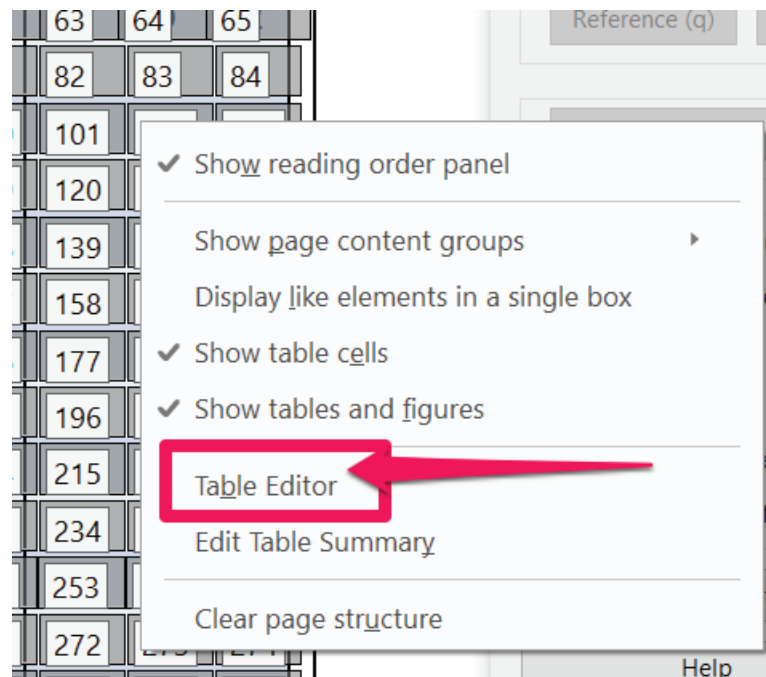 63 64 65
Reference (q)
82 83 84
101
Show reading order panel
120
139
Show page content groups
158
Display like elements in a single box
177
Show table cells
196
Show tables and figures
215
Table Editor
234
Edit Table Summary
253
Clear page structure
272
Help